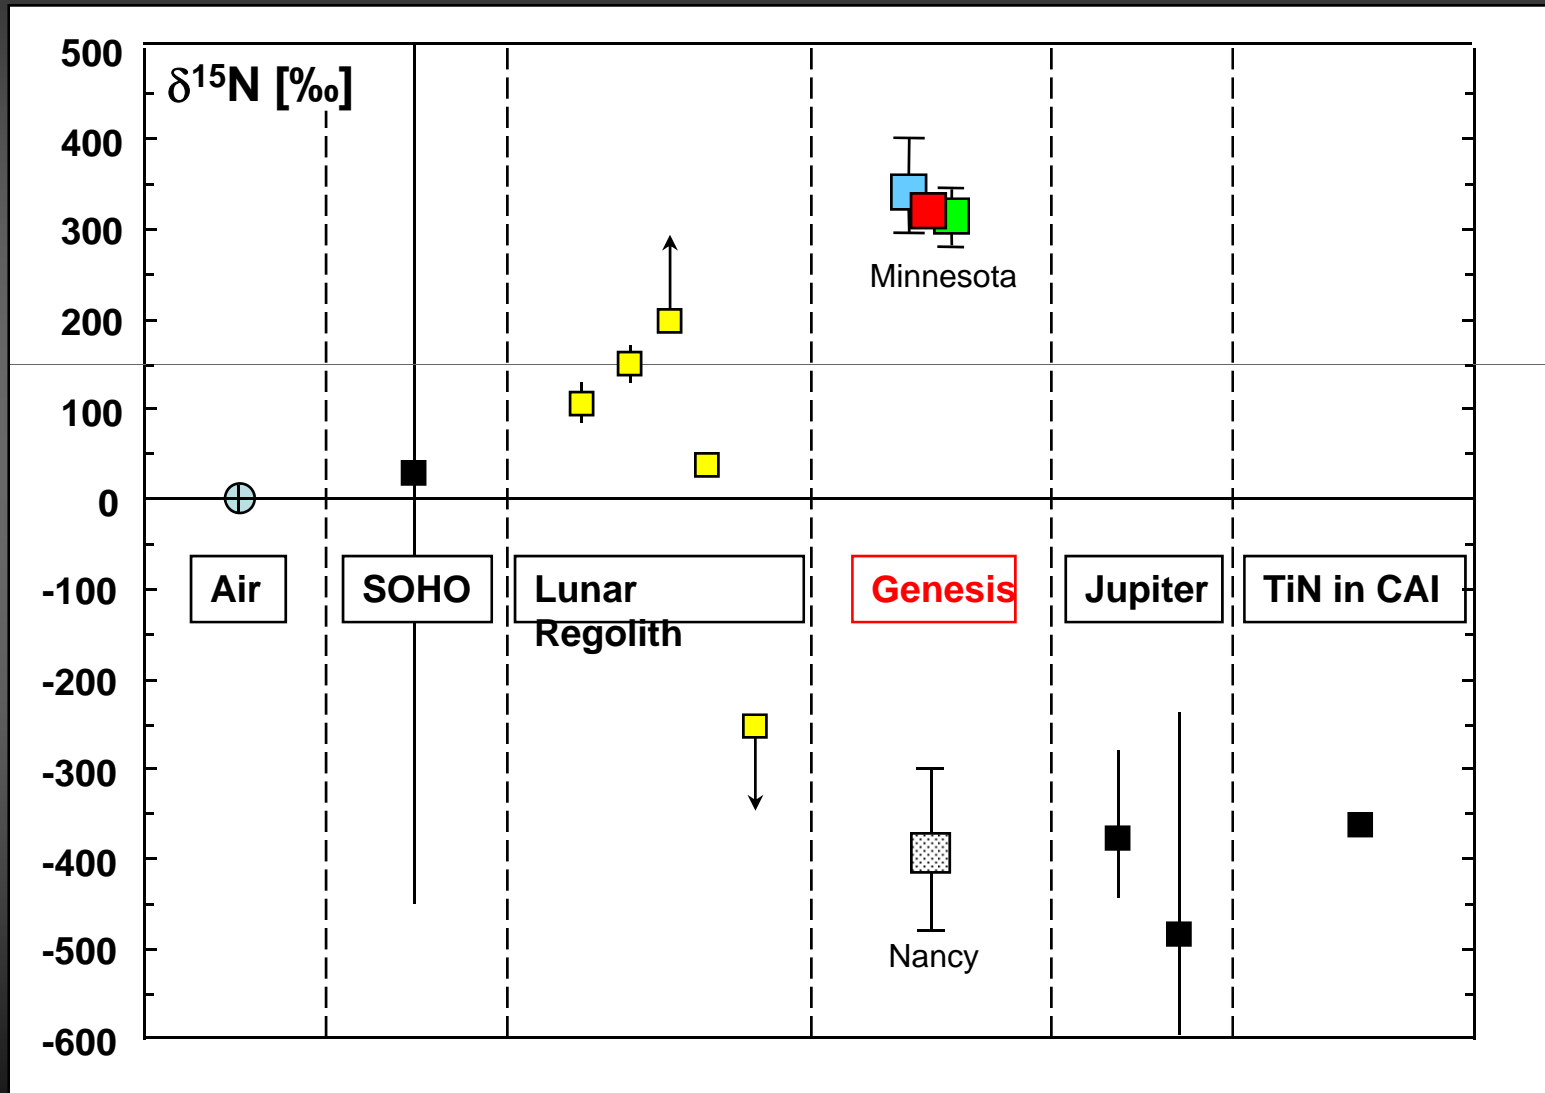 500
δ¹⁵N [‰]
400
300
Minnesota
200
100
0
Air
SOHO
Lunar
Regolith
Genesis
Jupiter
TiN in CAI
-100
-200
-300
-400
-500
Nancy
-600